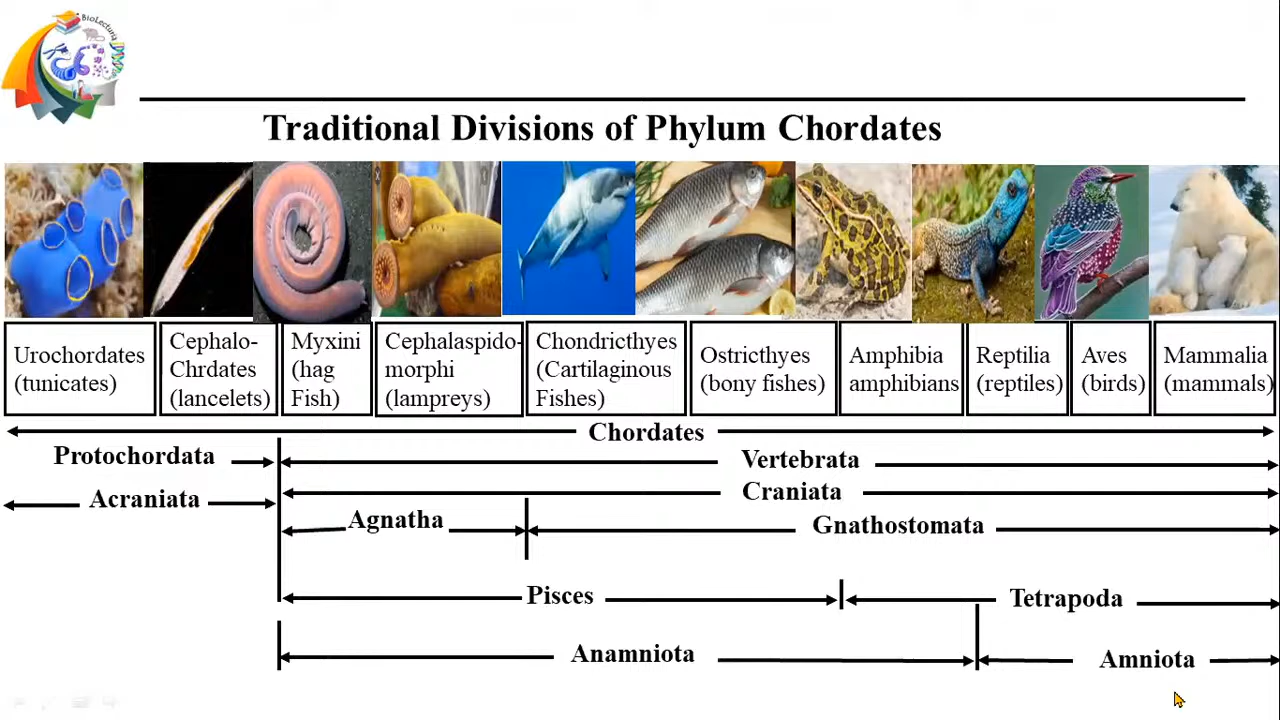 BioLectures
Traditional Divisions of Phylum Chordates
Urochordates
(tunicates)
Cephalo-
Chrdates
(lancelets)
Myxini
(hag
Fish)
Cephalaspido-
morphi
(lampreys)
Chondricthyes
(Cartilaginous
Fishes)
Ostricthyes
(bony fishes)
Amphibia
amphibians
Reptilia
(reptiles)
Aves
(birds)
Mammalia
(mammals)
Chordates
Protochordata
Vertebrata
Acraniata
Craniata
Agnatha
Gnathostomata
Pisces
Tetrapoda
Anamniota
Amniota